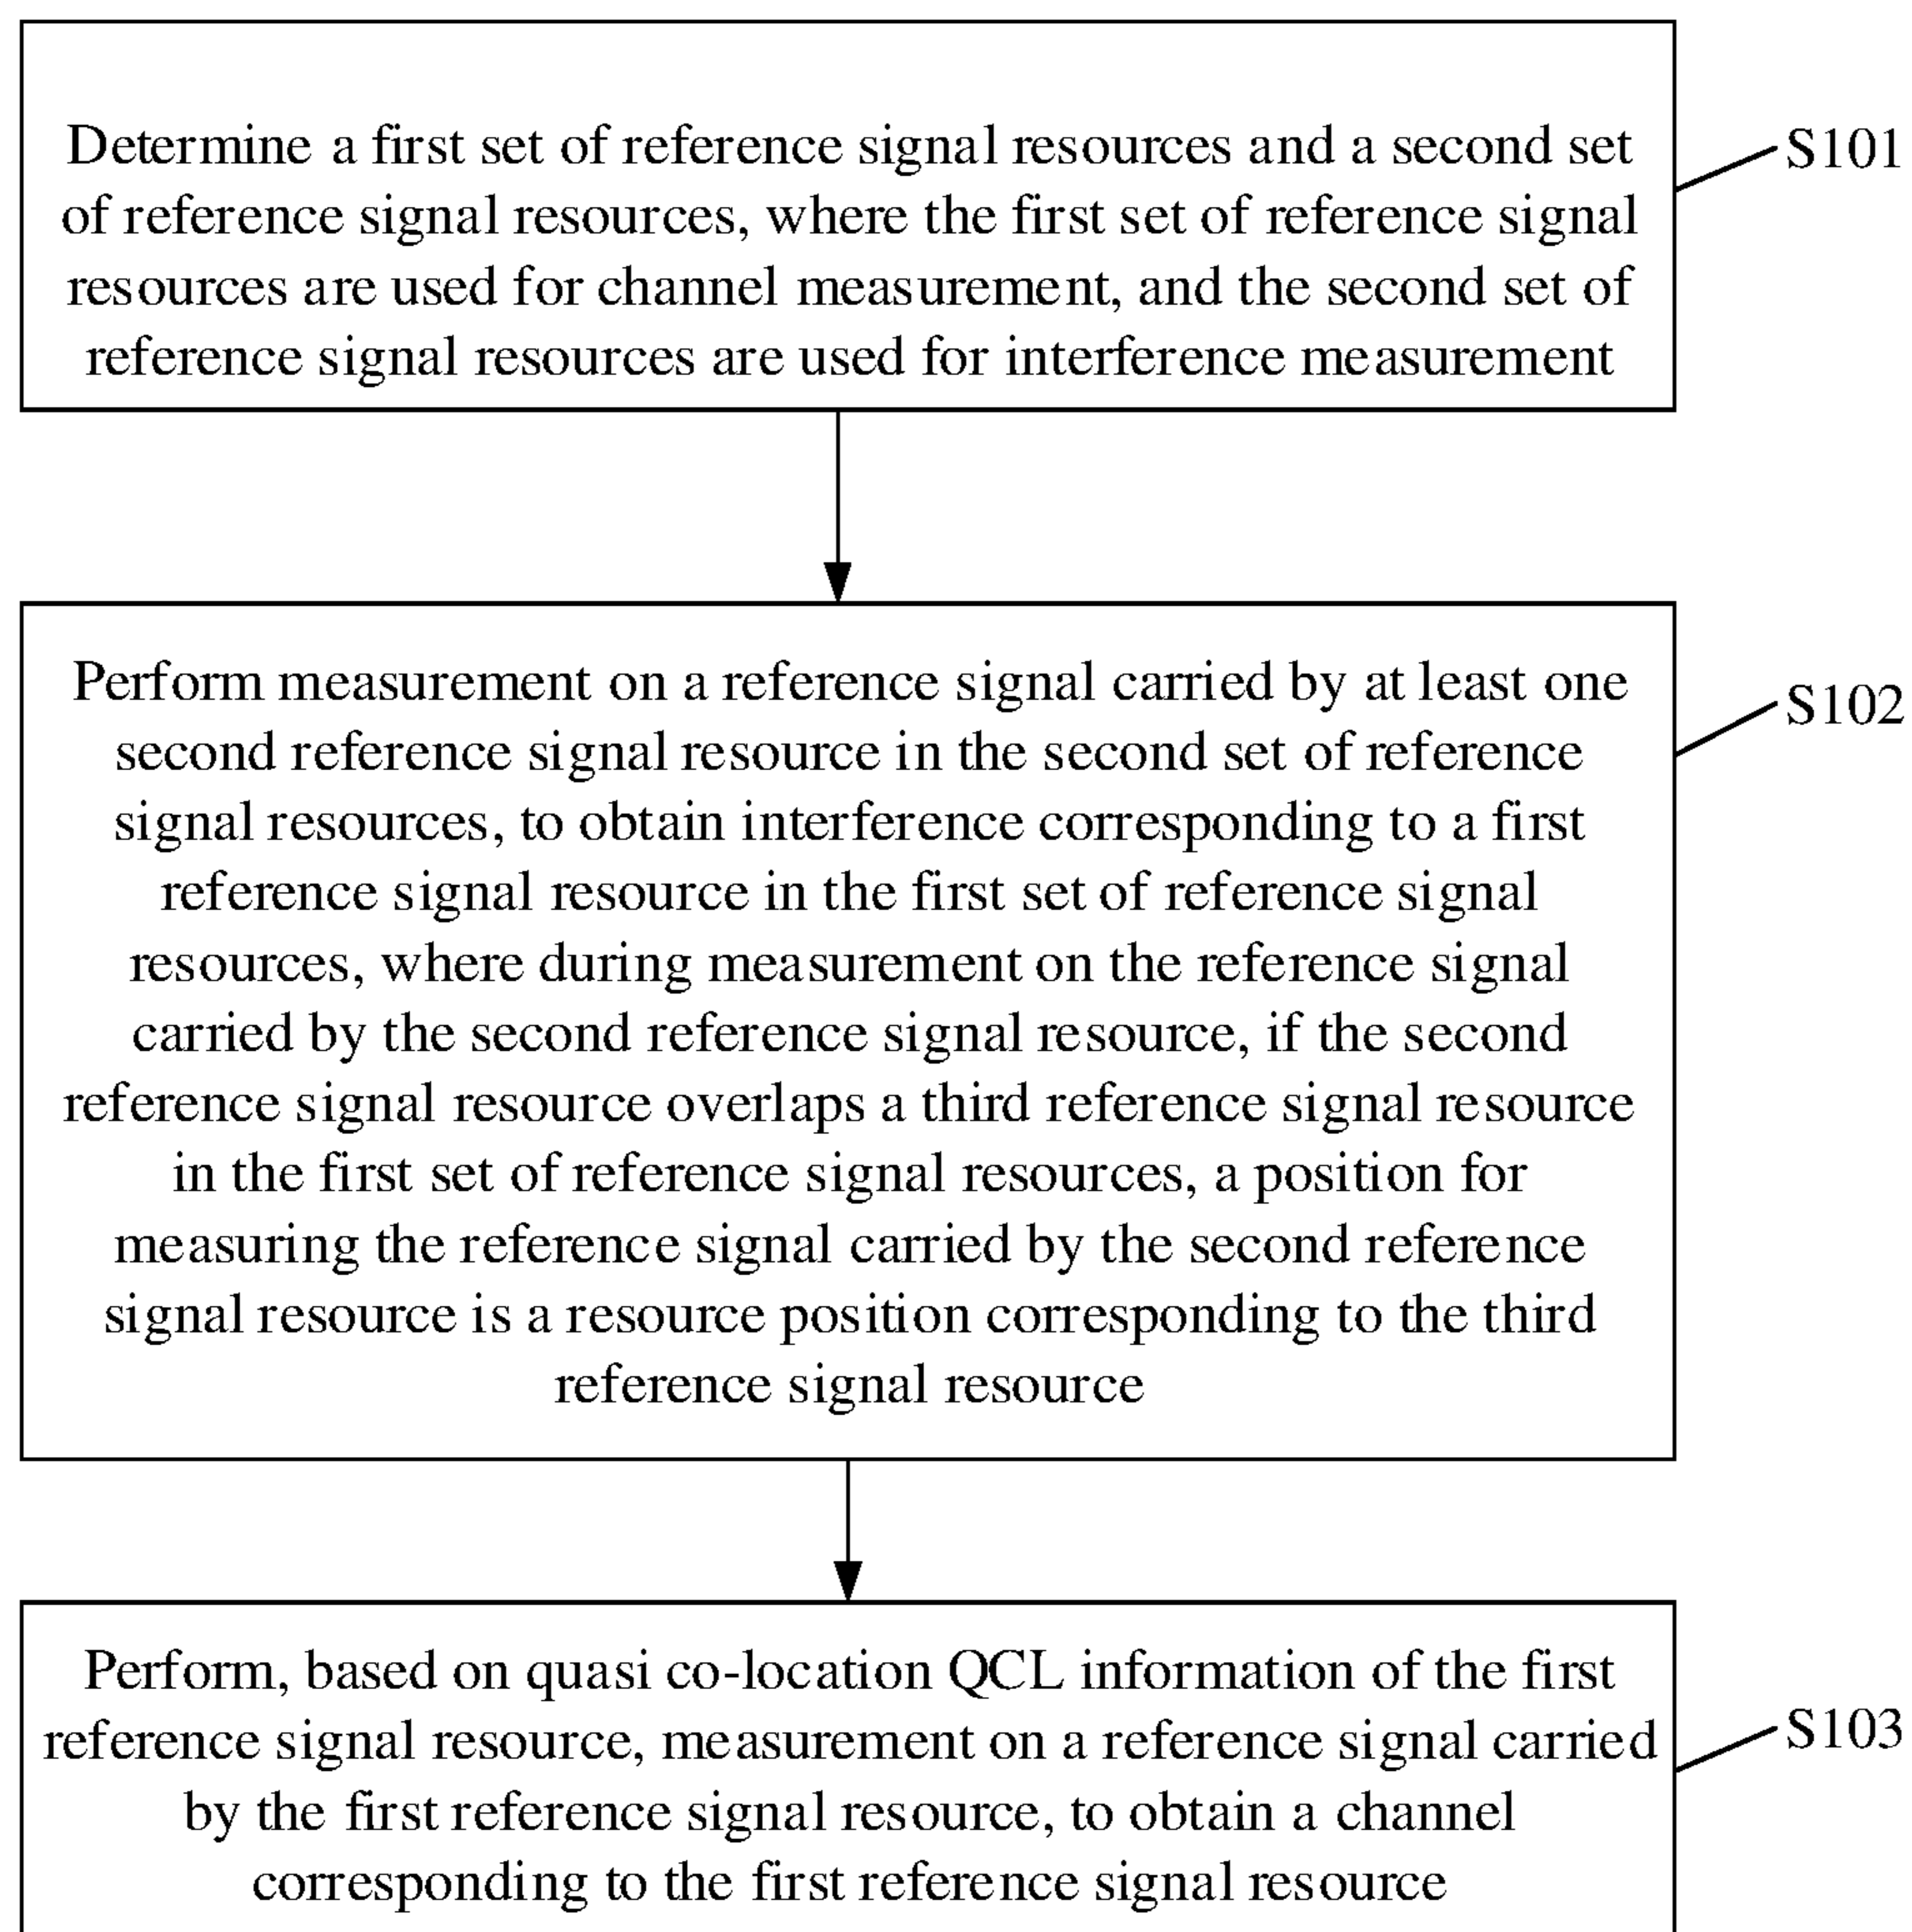 Determine a first set of reference signal resources and a second set
of reference signal resources, where the first set of reference signal
resources are used for channel measurement, and the second set of
reference signal resources are used for interference measurement
S101
Perform measurement on a reference signal carried by at least one
second reference signal resource in the second set of reference
signal resources, to obtain interference corresponding to a first
reference signal resource in the first set of reference signal
resources, where during measurement on the reference signal
carried by the second reference signal resource, if the second
reference signal resource overlaps a third reference signal resource
in the first set of reference signal resources, a position for
measuring the reference signal carried by the second reference
signal resource is a resource position corresponding to the third
reference signal resource
S102
Perform, based on quasi co-location QCL information of the first
reference signal resource, measurement on a reference signal carried
by the first reference signal resource, to obtain a channel
corresponding to the first reference signal resource
S103